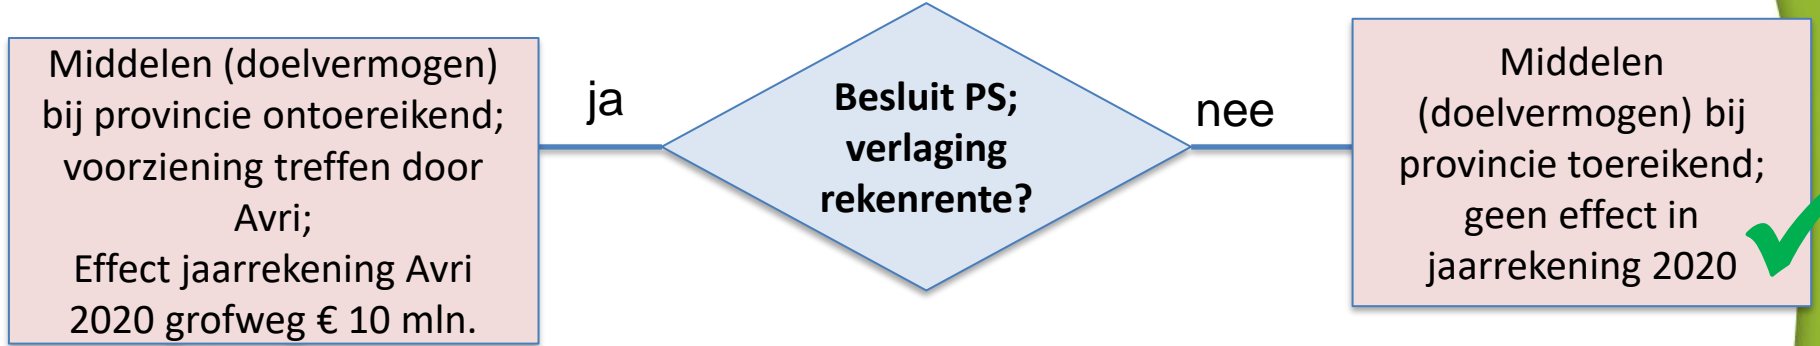 Middelen (doelvermogen)
bij provincie ontoereikend;
voorziening treffen door
Avri;
Effect jaarrekening Avri
2020 grofweg € 10 mln.
ja
Besluit PS;
verlaging
rekenrente?
nee
Middelen
(doelvermogen) bij
provincie toereikend;
geen effect in
jaarrekening 2020